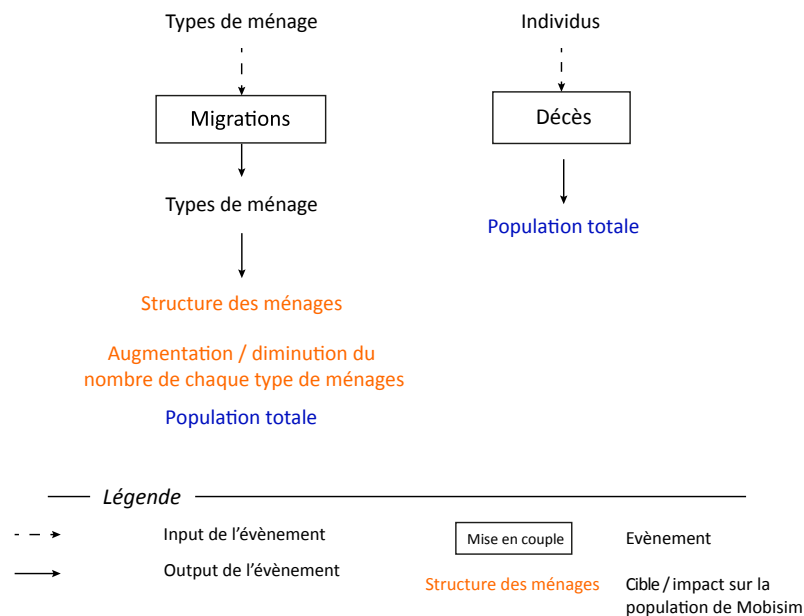 Types de ménage
Migrations
Types de ménage
Structure des ménages
Augmentation / diminution du
nombre de chaque type de ménages
Population totale
Individus
Décès
Population totale
Légende
Input de l'évènement
Output de l'évènement
Mise en couple
Evènement
Structure des ménages
Cible / impact sur la
population de Mobisim